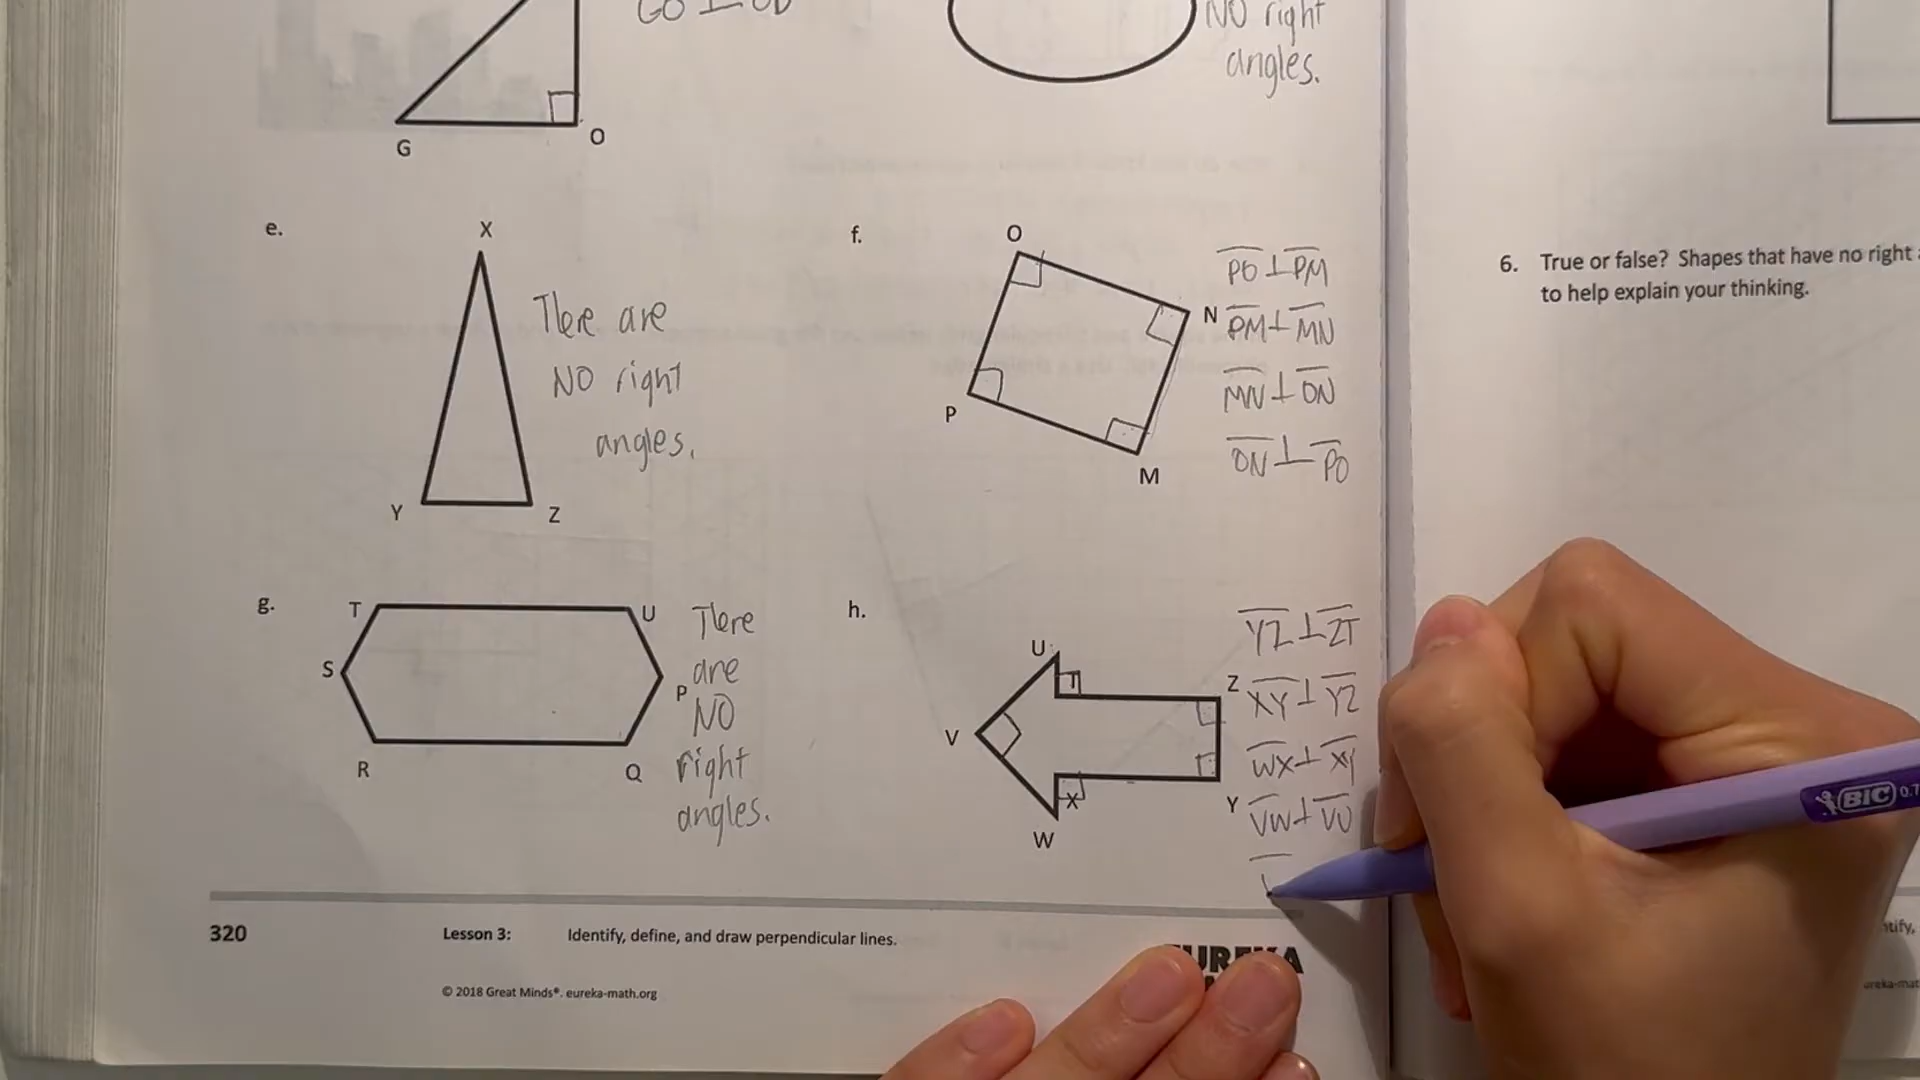 GO ⊥ OD
NO right
angles.
G
O
e.
X
There are
NO right
angles.
Y
Z
f.
O
N
P
M
PO ⊥ PM
PM ⊥ MN
MN ⊥ ON
ON ⊥ PO
g.
T
U
S
P
R
Q
There
are
NO
right
angles.
h.
U
T
Z
V
X
Y
W
YZ ⊥ ZT
XY ⊥ YZ
WX ⊥ XY
VW ⊥ VU
320
Lesson 3: Identify, define, and draw perpendicular lines.
© 2018 Great Minds®. eureka-math.org
EUREKA
6. True or false? Shapes that have no right
to help explain your thinking.
BIC 0.7